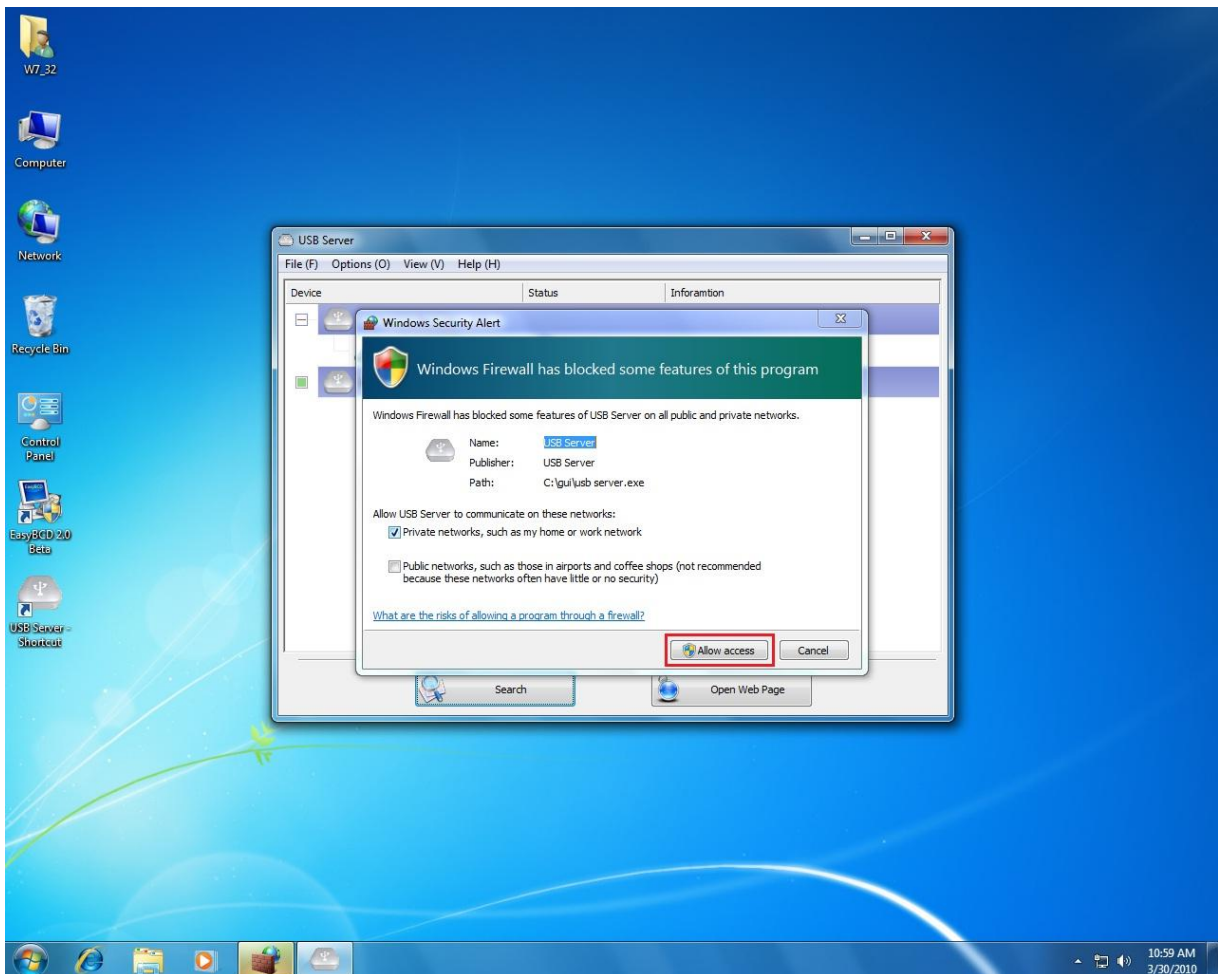 W7_32
Computer
Network
Recycle Bin
Control
Panel
EasyBCD 2.0
Beta
USB Server -
Shortcut
USB Server
File (F) Options (O) View (V) Help (H)
Device Status Inforamtion
Windows Security Alert
Windows Firewall has blocked some features of this program
Windows Firewall has blocked some features of USB Server on all public and private networks.
Name: USB Server
Publisher: USB Server
Path: C:\gui\usb server.exe
Allow USB Server to communicate on these networks:
Private networks, such as my home or work network
Public networks, such as those in airports and coffee shops (not recommended
because these networks often have little or no security)
What are the risks of allowing a program through a firewall?
Allow access Cancel
Search Open Web Page
10:59 AM
3/30/2010